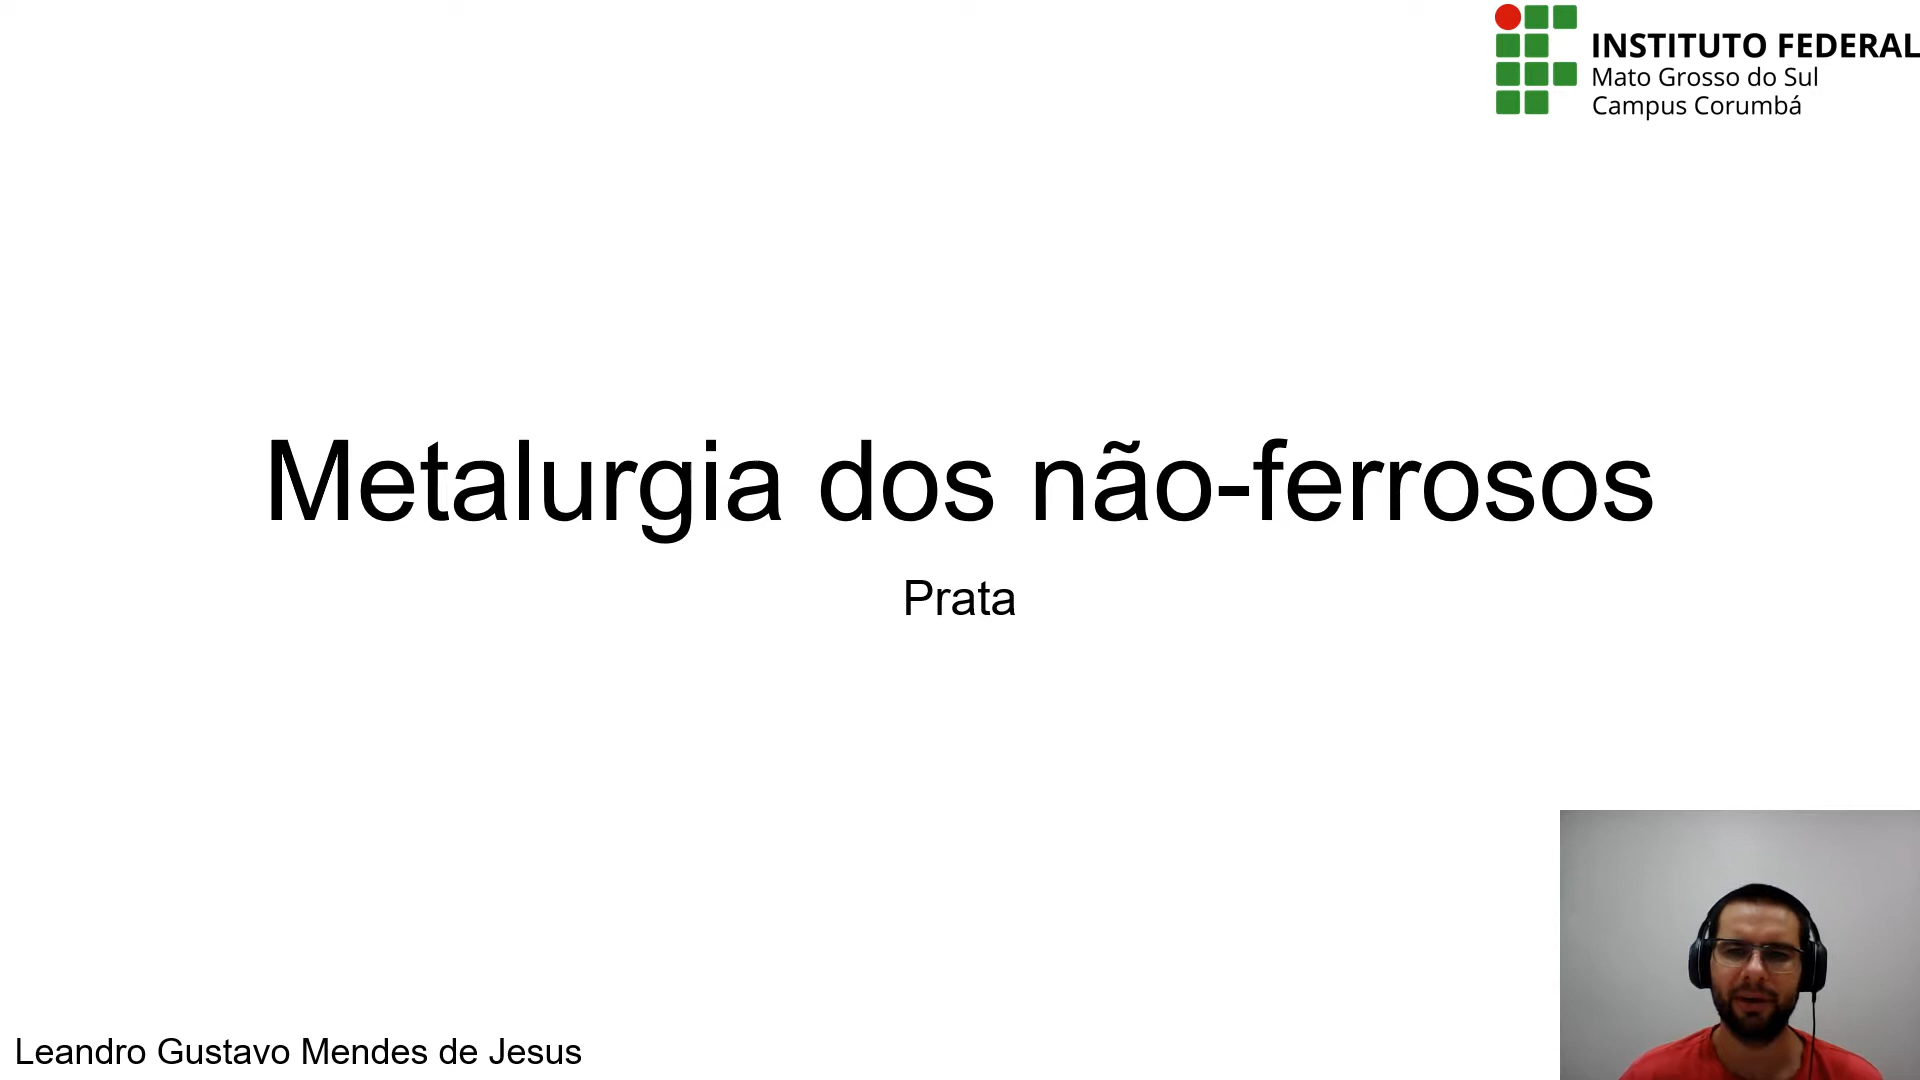 INSTITUTO FEDERAL
Mato Grosso do Sul
Campus Corumbá
Metalurgia dos não-ferrosos
Prata
Leandro Gustavo Mendes de Jesus